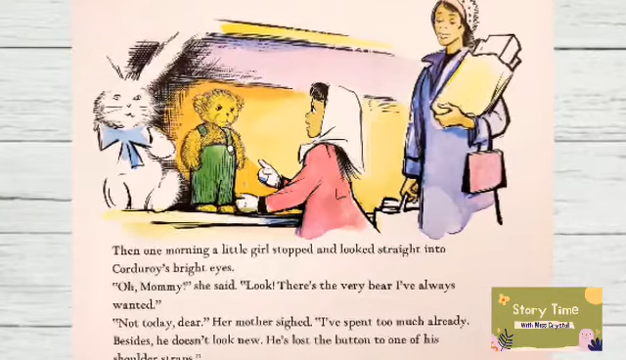 Then one morning a little girl stopped and looked straight into
Corduroy's bright eyes.
"Oh, Mommy!" she said. "Look! There's the very bear I've always
wanted."
"Not today, dear." Her mother sighed. "I've spent too much already.
Besides, he doesn't look new. He's lost the button to one of his
shoulder straps."
Story Time
With Miss Crystal